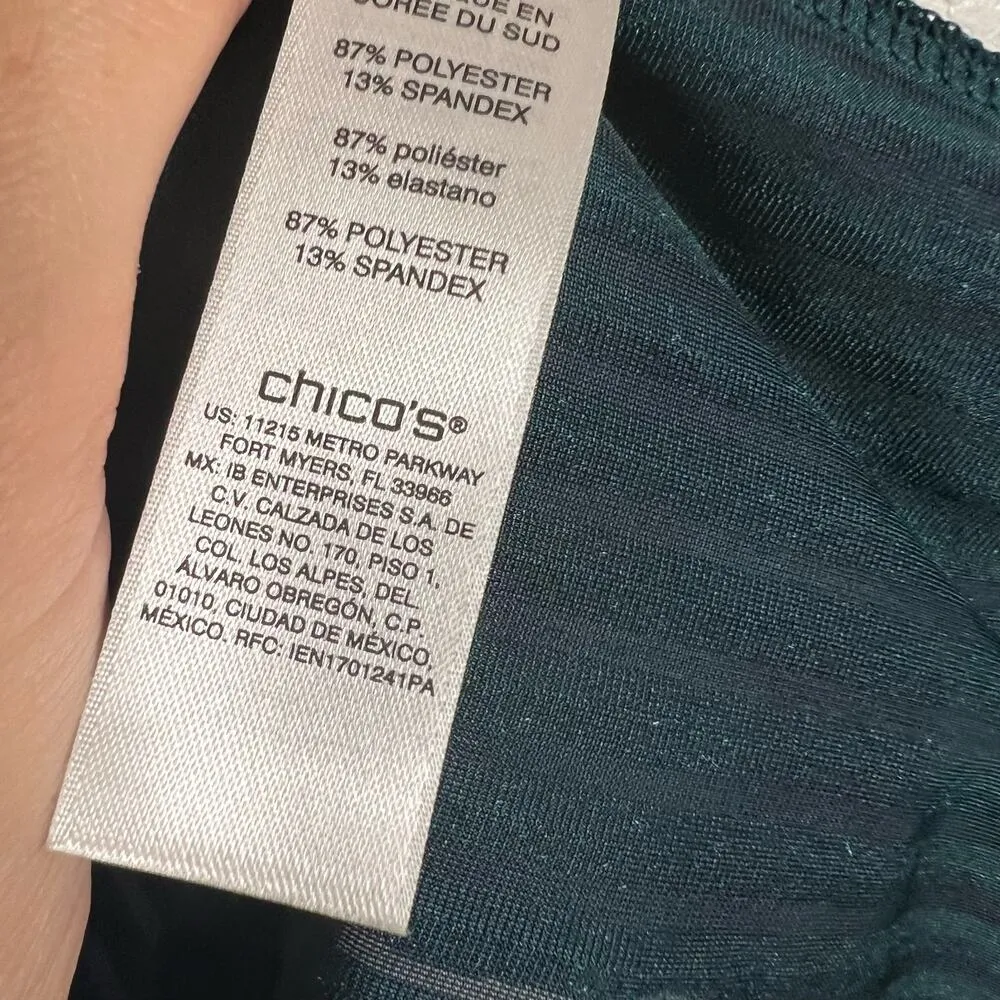 EN
CORÉE DU SUD
87% POLYESTER
13% SPANDEX
87% poliéster
13% elastano
87% POLYESTER
13% SPANDEX
chico's®
US: 11215 METRO PARKWAY
FORT MYERS, FL 33966
MX: IB ENTERPRISES S.A. DE
C.V. CALZADA DE LOS
LEONES NO. 170, PISO 1,
COL. LOS ALPES, DEL.
ÁLVARO OBREGÓN, C.P.
01010, CIUDAD DE MÉXICO,
MÉXICO. RFC: IEN1701241PA